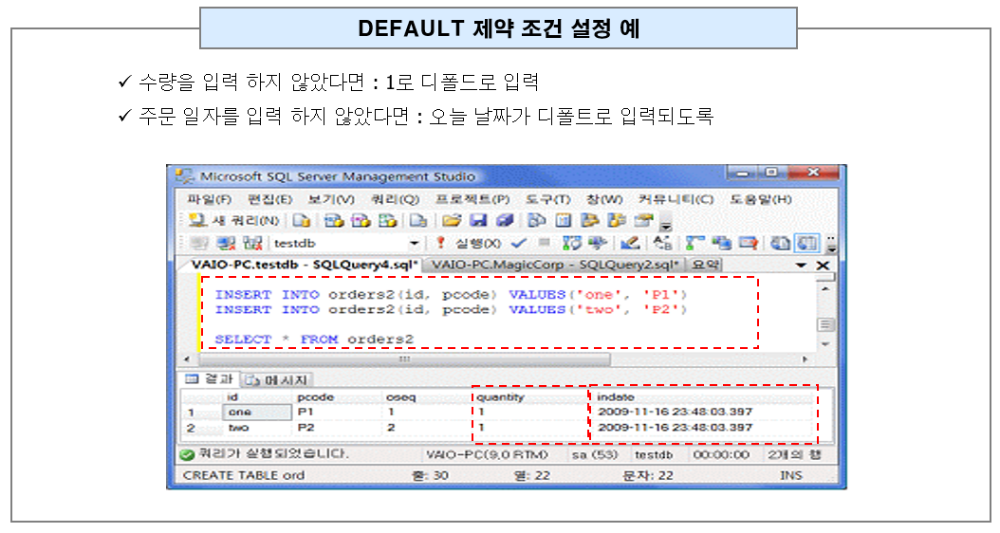 DEFAULT 제약 조건 설정 예
✓ 수량을 입력 하지 않았다면 : 1로 디폴드로 입력
✓ 주문 일자를 입력 하지 않았다면 : 오늘 날짜가 디폴트로 입력되도록
Microsoft SQL Server Management Studio
파일(F) 편집(E) 보기(V) 쿼리(Q) 프로젝트(P) 도구(T) 창(W) 커뮤니티(C) 도움말(H)
새 쿼리(N)
testdb 실행(X)
VAIO-PC.testdb - SQLQuery4.sql* VAIO-PC.MagicCorp - SQLQuery2.sql* 요약
INSERT INTO orders2(id, pcode) VALUES('one', 'P1')
INSERT INTO orders2(id, pcode) VALUES('two', 'P2')
SELECT * FROM orders2
결과 메시지
id pcode oseq quantity indate
1 one P1 1 1 2009-11-16 23:48:03.397
2 two P2 2 1 2009-11-16 23:48:03.397
쿼리가 실행되었습니다. VAIO-PC(9.0 RTM) sa (53) testdb 00:00:00 2개의 행
CREATE TABLE ord 줄: 30 열: 22 문자: 22 INS